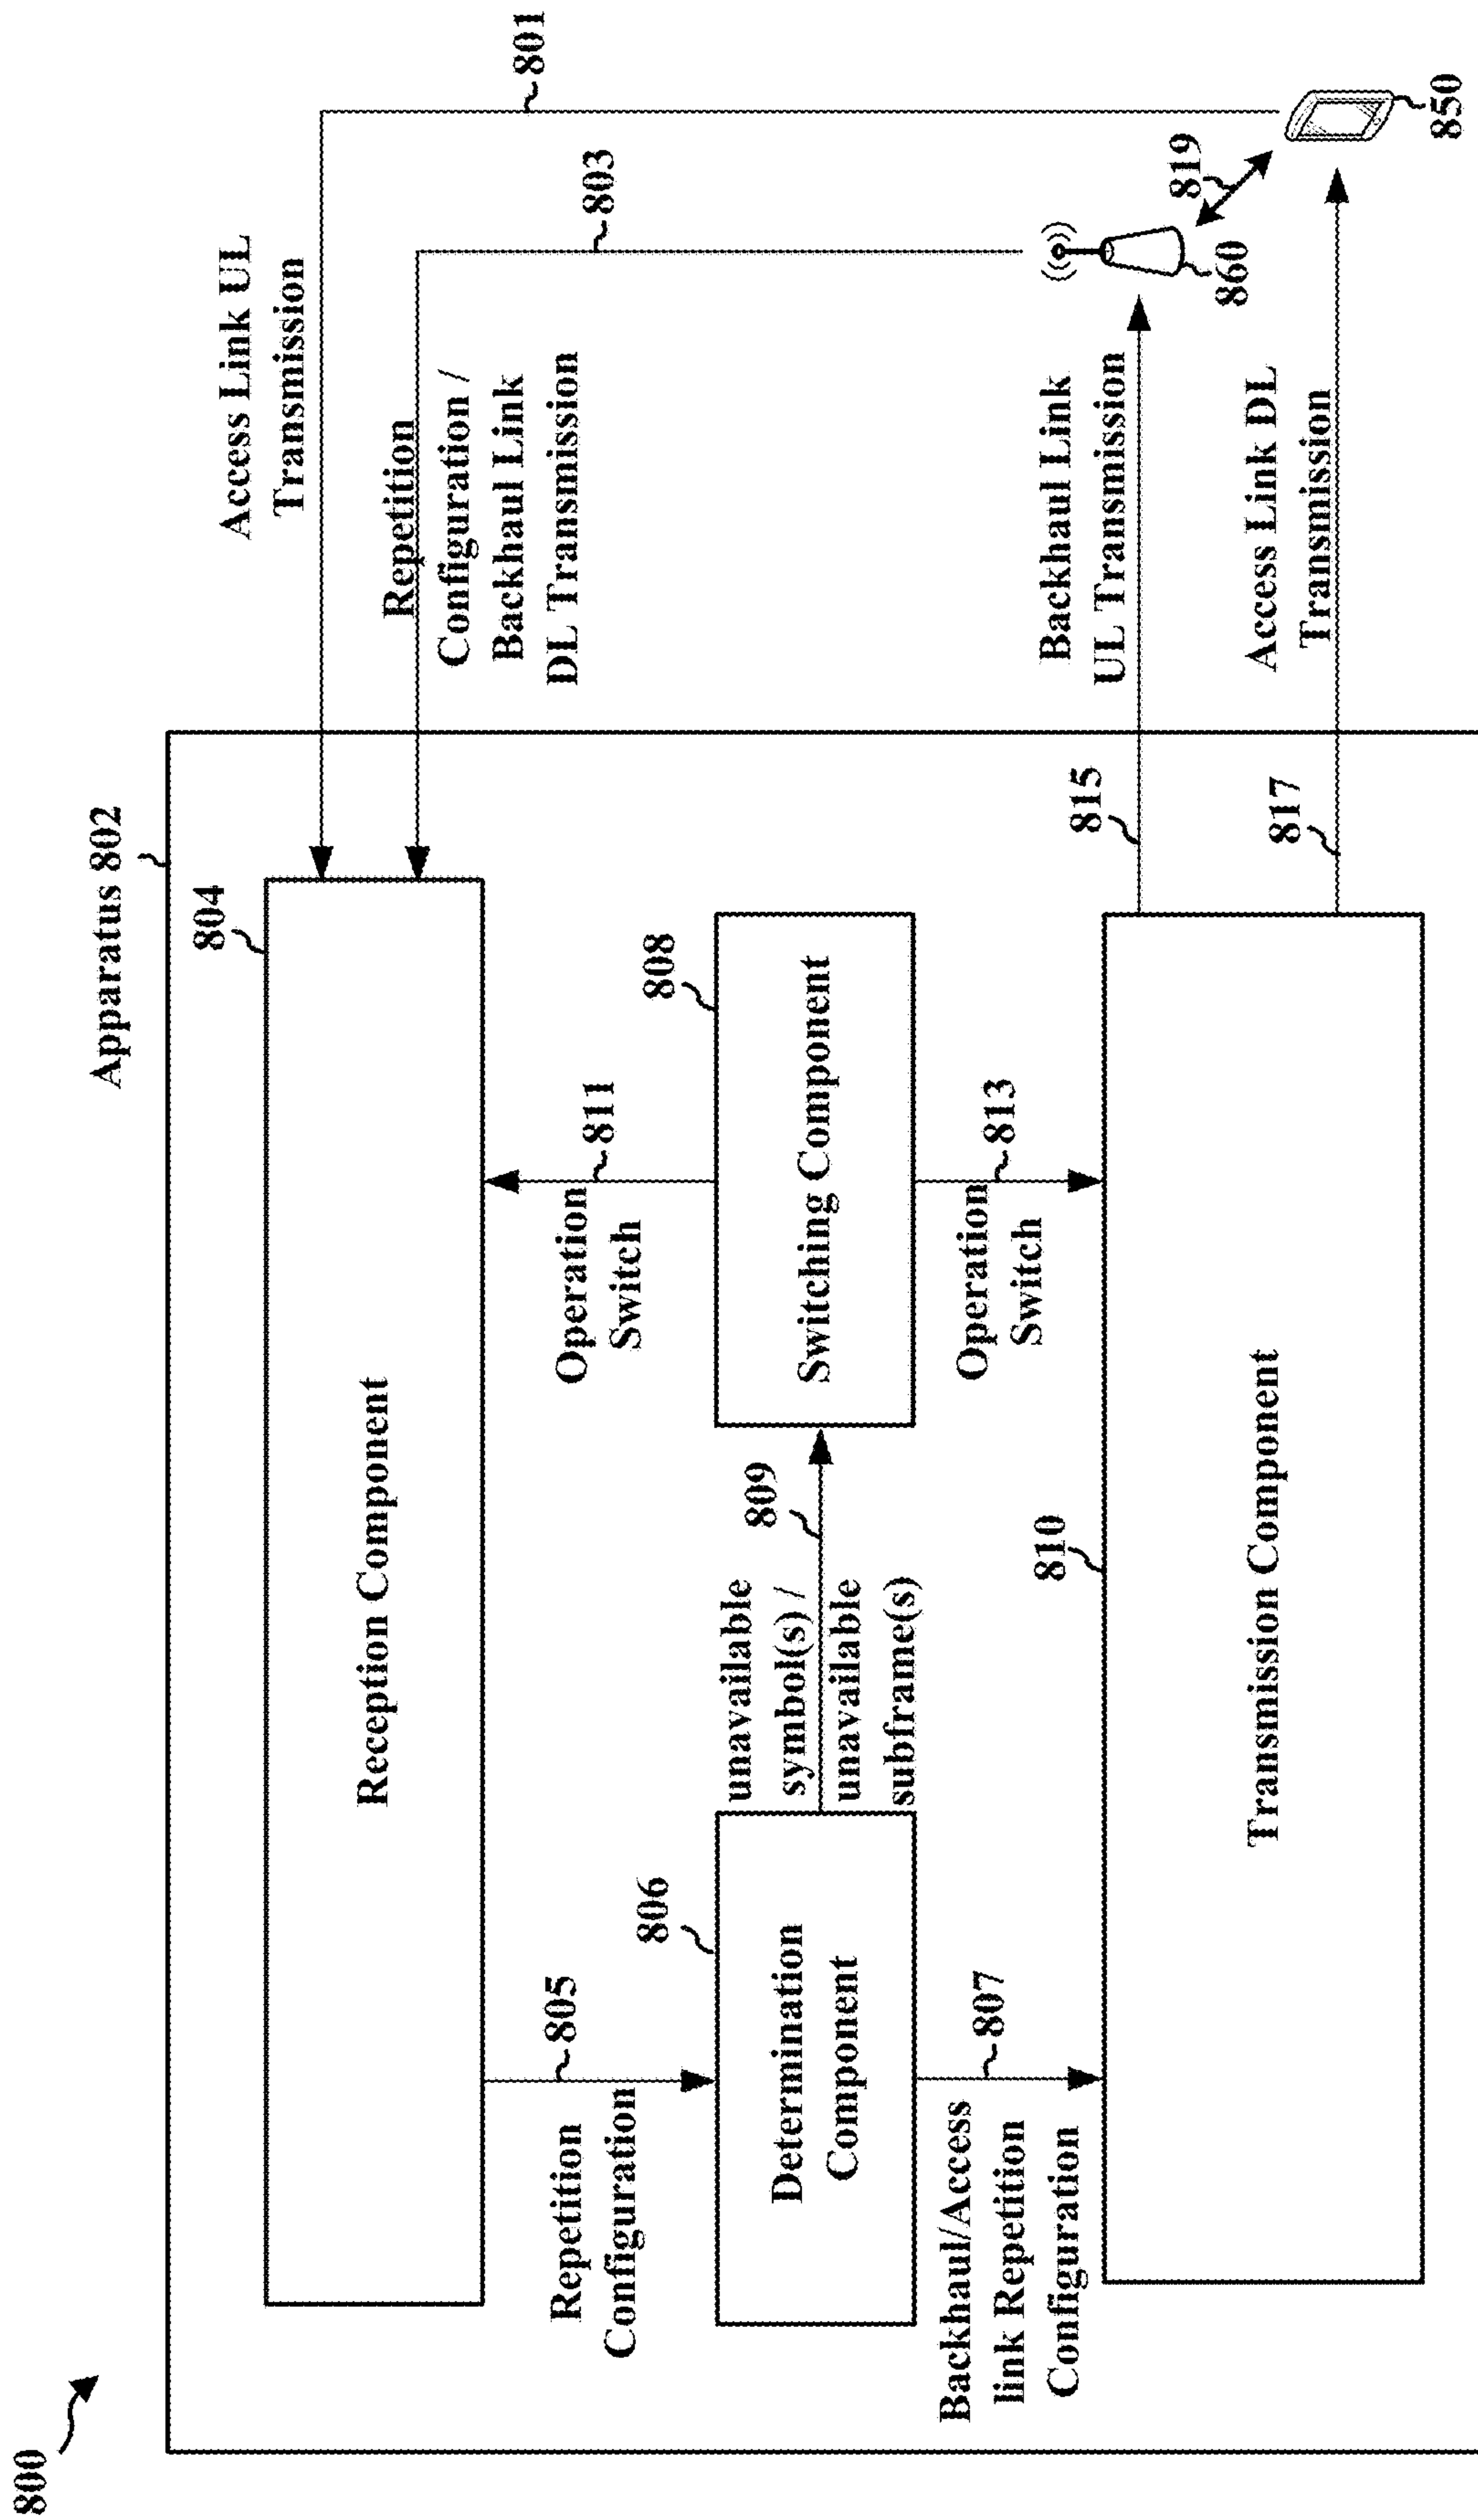 800
Apparatus 802
804
Reception Component
Access Link UL
Transmission
801
Repetition
Configuration /
Backhaul Link
DL Transmission
803
Repetition
Configuration
805
Operation
Switch
811
806
Determination
Component
unavailable
symbol(s) /
unavailable
subframe(s)
809
808
Switching Component
Backhaul/Access
link Repetition
Configuration
807
Operation
Switch
813
810
Transmission Component
815
Backhaul Link
UL Transmission
860
819
817
Access Link DL
Transmission
850